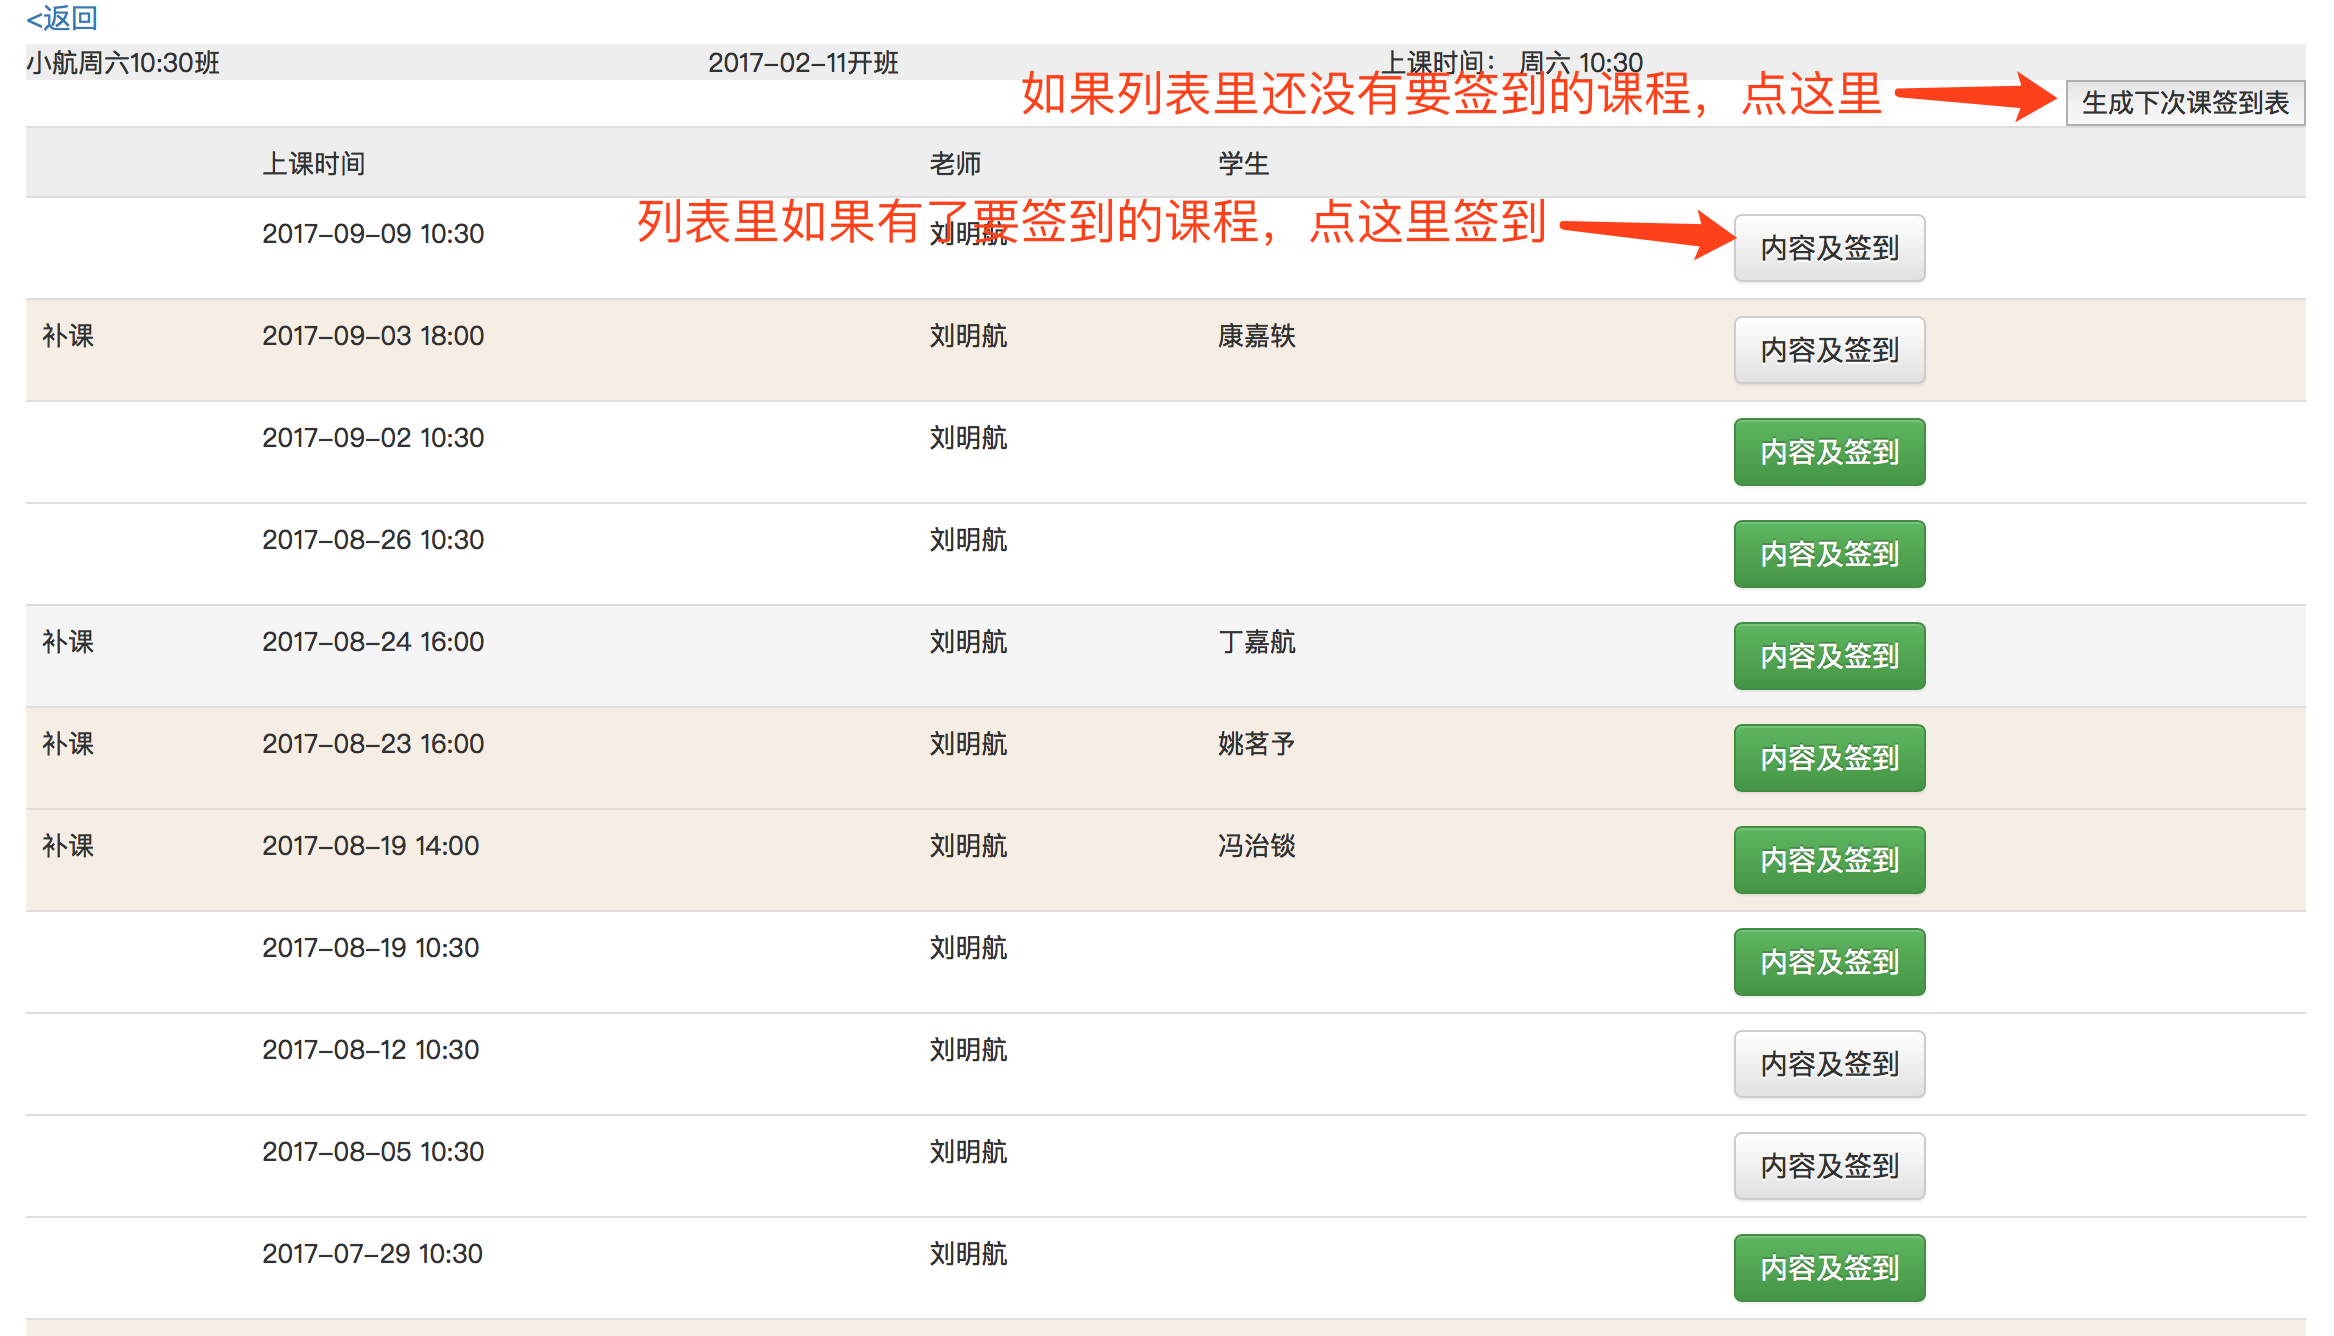 <返回
小航周六10:30班 2017-02-11开班 上课时间： 周六 10:30
如果列表里还没有要签到的课程，点这里 生成下次课签到表
上课时间 老师 学生
列表里如果有了要签到的课程，点这里签到
2017-09-09 10:30 刘明航 内容及签到
补课 2017-09-03 18:00 刘明航 康嘉轶 内容及签到
2017-09-02 10:30 刘明航 内容及签到
2017-08-26 10:30 刘明航 内容及签到
补课 2017-08-24 16:00 刘明航 丁嘉航 内容及签到
补课 2017-08-23 16:00 刘明航 姚茗予 内容及签到
补课 2017-08-19 14:00 刘明航 冯治锬 内容及签到
2017-08-19 10:30 刘明航 内容及签到
2017-08-12 10:30 刘明航 内容及签到
2017-08-05 10:30 刘明航 内容及签到
2017-07-29 10:30 刘明航 内容及签到